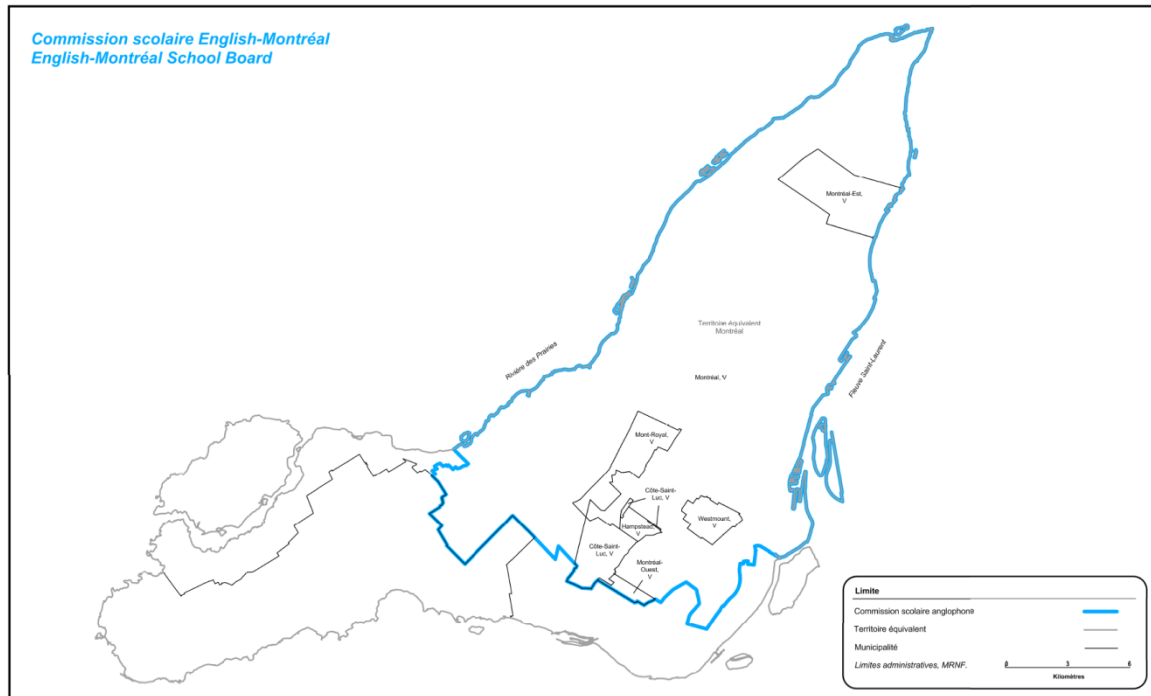 Commission scolaire English-Montréal
English-Montréal School Board
Montréal-Est,
V
Territoire équivalent
Montréal
Rivière des Prairies
Montréal, V
Fleuve Saint-Laurent
Mont-Royal,
V
Côte-Saint-
Luc, V
Hampstead,
V
Westmount,
V
Côte-Saint-
Luc, V
Montréal-
Ouest,
V
Limite
Commission scolaire anglophone
Territoire équivalent
Municipalité
Limites administratives, MRNF.
0 3 6
Kilomètres